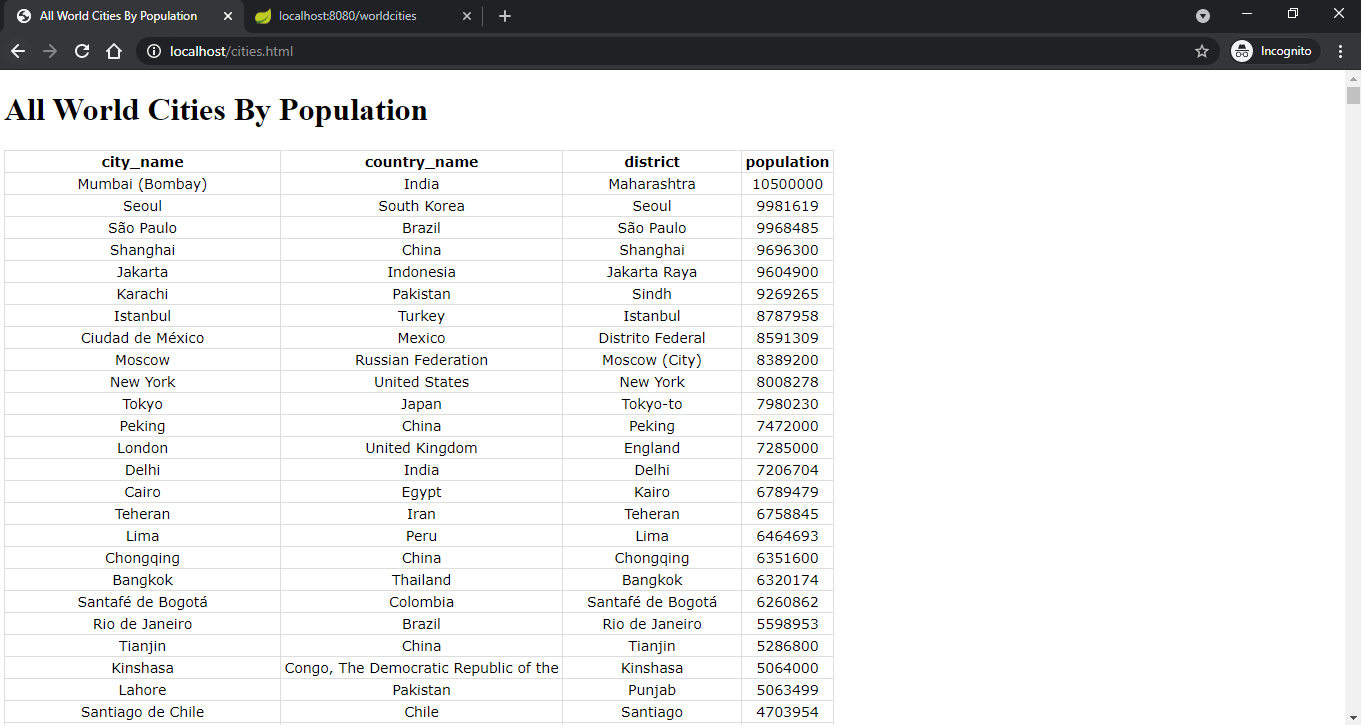 All World Cities By Population
localhost:8080/worldcities
localhost/cities.html
Incognito
All World Cities By Population
city_name country_name district population
Mumbai (Bombay) India Maharashtra 10500000
Seoul South Korea Seoul 9981619
São Paulo Brazil São Paulo 9968485
Shanghai China Shanghai 9696300
Jakarta Indonesia Jakarta Raya 9604900
Karachi Pakistan Sindh 9269265
Istanbul Turkey Istanbul 8787958
Ciudad de México Mexico Distrito Federal 8591309
Moscow Russian Federation Moscow (City) 8389200
New York United States New York 8008278
Tokyo Japan Tokyo-to 7980230
Peking China Peking 7472000
London United Kingdom England 7285000
Delhi India Delhi 7206704
Cairo Egypt Kairo 6789479
Teheran Iran Teheran 6758845
Lima Peru Lima 6464693
Chongqing China Chongqing 6351600
Bangkok Thailand Bangkok 6320174
Santafé de Bogotá Colombia Santafé de Bogotá 6260862
Rio de Janeiro Brazil Rio de Janeiro 5598953
Tianjin China Tianjin 5286800
Kinshasa Congo, The Democratic Republic of the Kinshasa 5064000
Lahore Pakistan Punjab 5063499
Santiago de Chile Chile Santiago 4703954